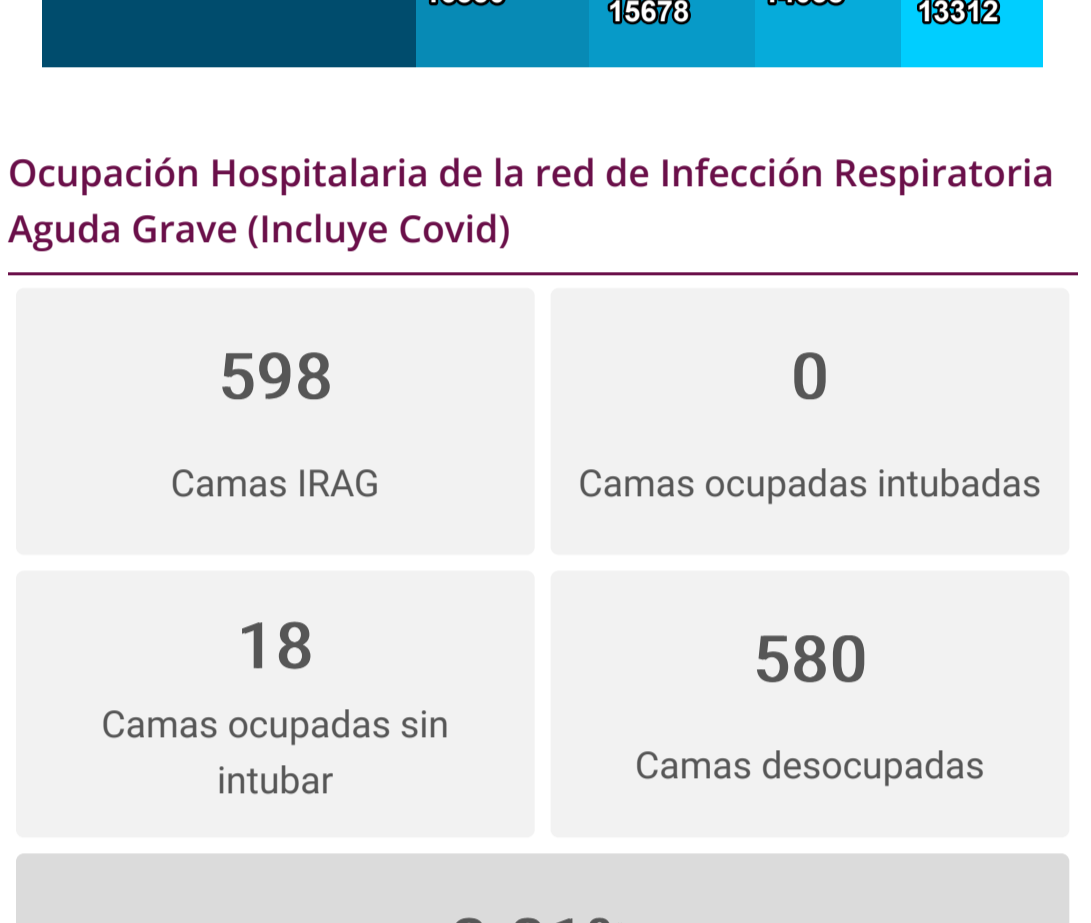 15678
13312
Ocupación Hospitalaria de la red de Infección Respiratoria
Aguda Grave (Incluye Covid)
598
0
Camas IRAG
Camas ocupadas intubadas
18
580
Camas ocupadas sin
intubar
Camas desocupadas